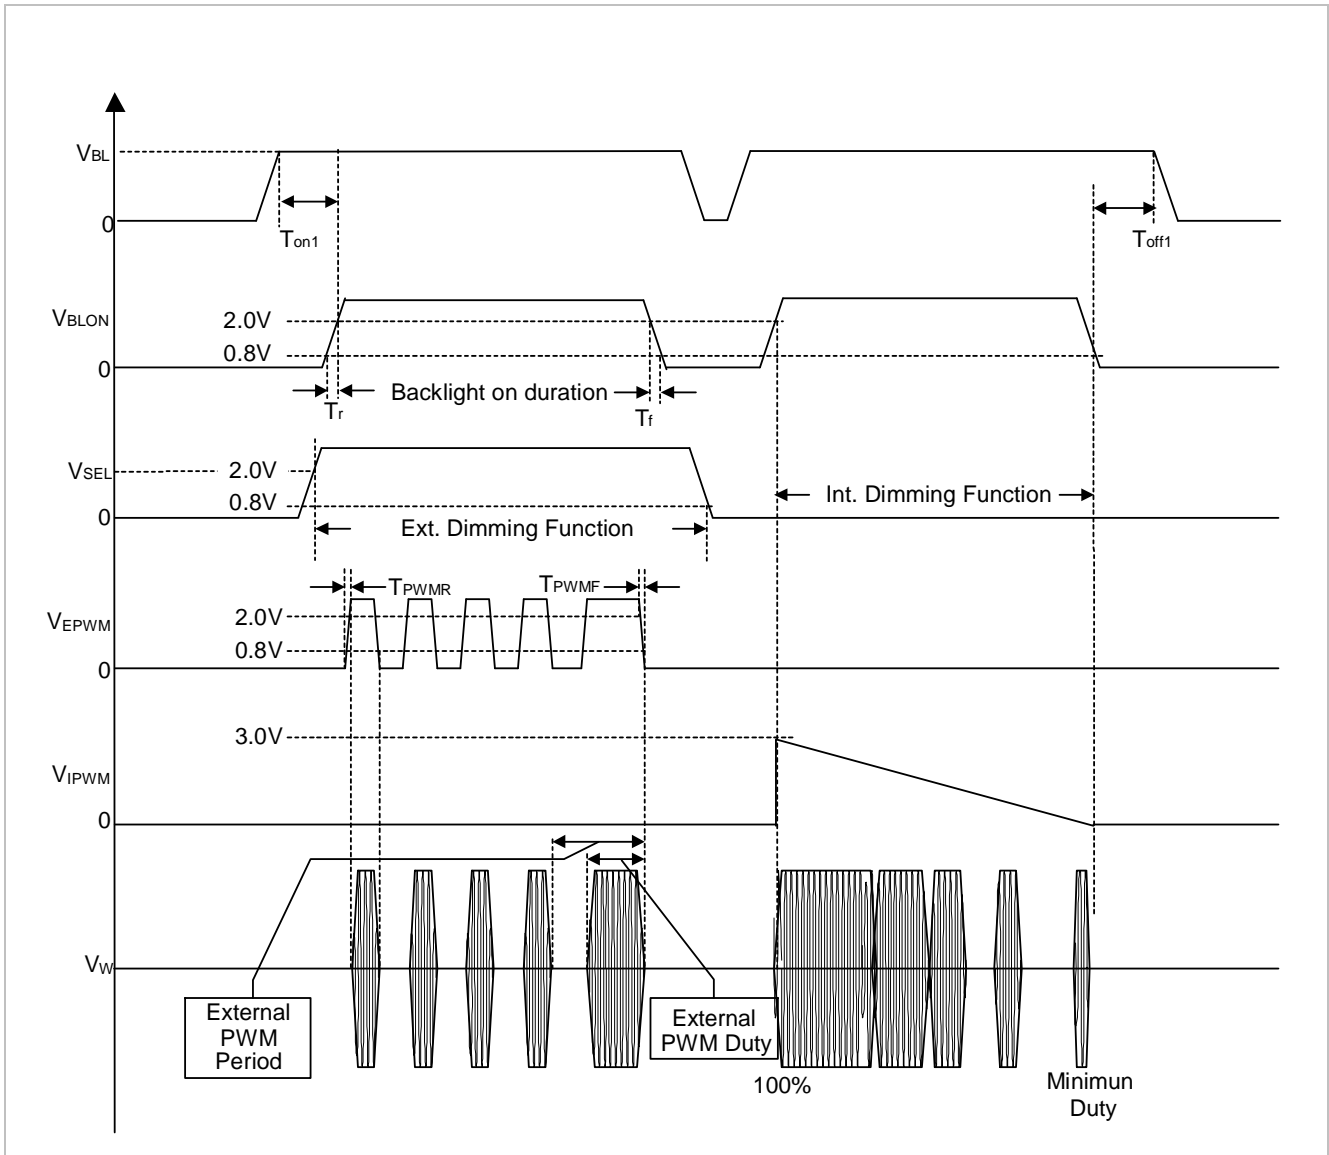 VBL
0
Ton1
Toff1
VBLON
2.0V
0.8V
0
Backlight on duration
Tr
Tf
VSEL
2.0V
0.8V
0
Int. Dimming Function
Ext. Dimming Function
TPWMR
TPWMF
VEPWM
2.0V
0.8V
0
3.0V
VIPWM
0
VW
External
PWM
Period
External
PWM Duty
100%
Minimun
Duty